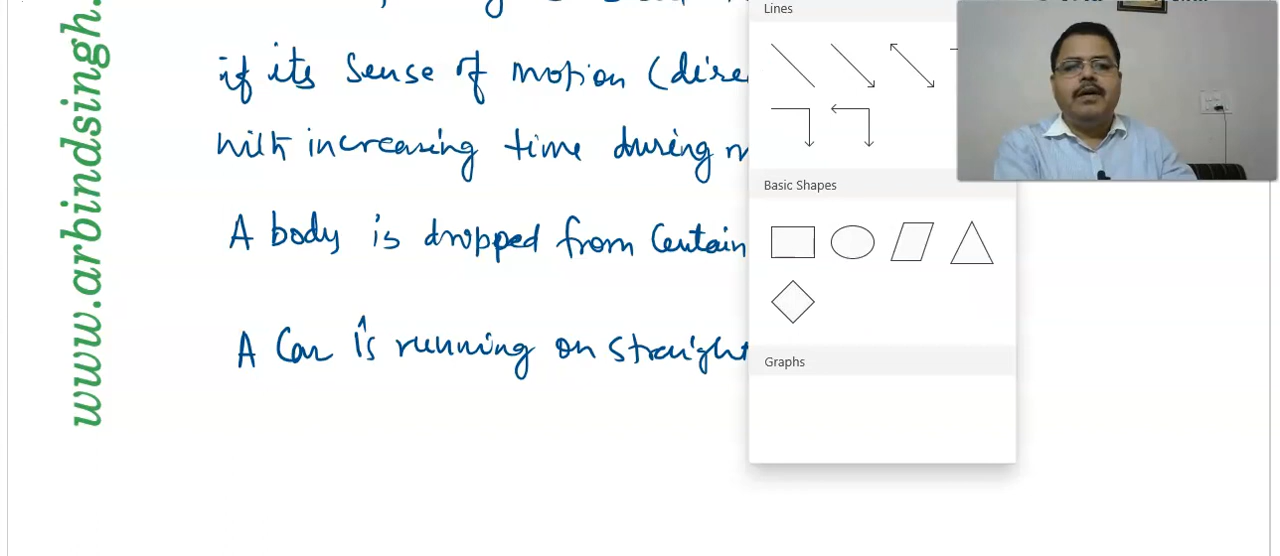 Lines
if its Sense of motion (dire
with increasing time during m
Basic Shapes
A body is dropped from Certain
A Car is running on straight
Graphs
www.arbindsingh.